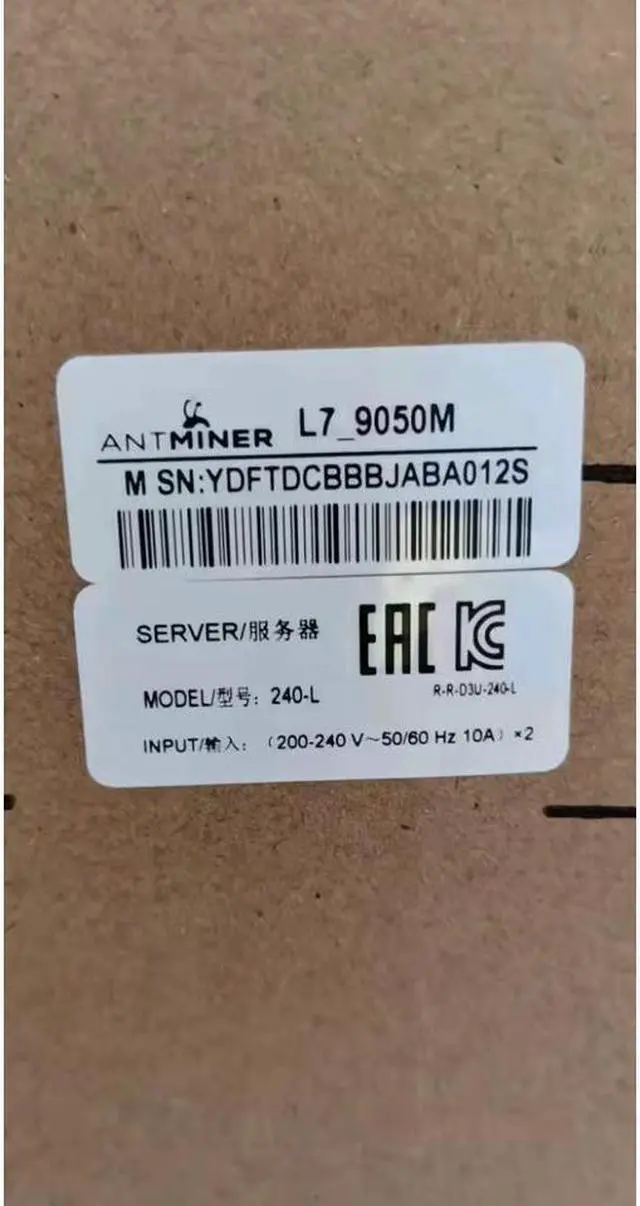 ANTMINER L7_9050M
M SN:YDFTDCBBBJABA012S
SERVER/服务器
EAC KC
MODEL/型号: 240-L
R-R-D3U-240-L
INPUT/输入: (200-240 V~50/60 Hz 10A) ×2